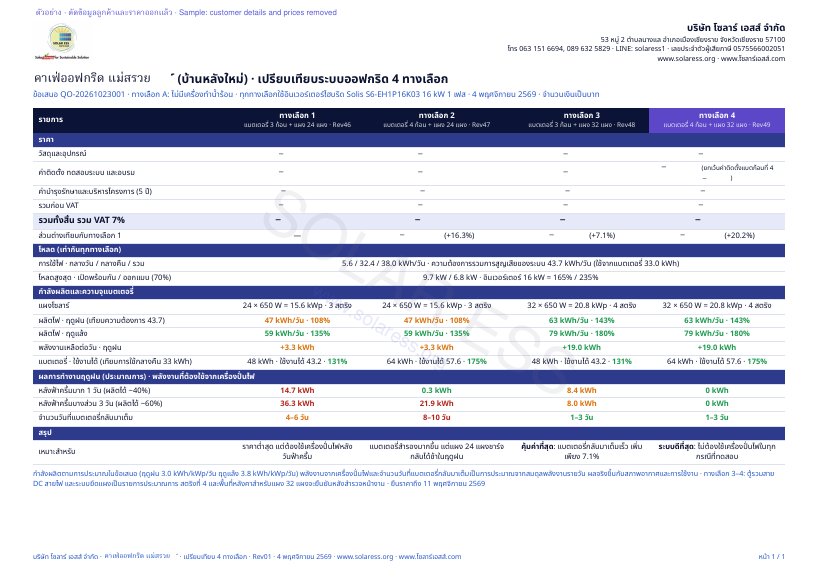 ตัวอย่าง - ตัดข้อมูลลูกค้าและราคาออกแล้ว - Sample: customer details and prices removed
SOLAR ESS
Solaress Power for Sustainable Solution
บริษัท โซลาร์ เอสส์ จำกัด
53 หมู่ 2 ตำบลนางแล อำเภอเมืองเชียงราย จังหวัดเชียงราย 57100
โทร 063 151 6694, 089 632 5829 · LINE: solaress1 · เลขประจำตัวผู้เสียภาษี 0575566002051
www.solaress.org · www.โซลาร์เอสส์.com
คาเฟ่ออฟกริด แม่สรวย (บ้านหลังใหม่) · เปรียบเทียบระบบออฟกริด 4 ทางเลือก
ข้อเสนอ QO-20261023001 · ทางเลือก A: ไม่มีเครื่องทำน้ำร้อน · ทุกทางเลือกใช้อินเวอร์เตอร์ไฮบริด Solis S6-EH1P16K03 16 kW 1 เฟส · 4 พฤศจิกายน 2569 · จำนวนเงินเป็นบาท
รายการ ทางเลือก 1 ทางเลือก 2 ทางเลือก 3 ทางเลือก 4
แบตเตอรี่ 3 ก้อน + แผง 24 แผง · Rev46 แบตเตอรี่ 4 ก้อน + แผง 24 แผง · Rev47 แบตเตอรี่ 3 ก้อน + แผง 32 แผง · Rev48 แบตเตอรี่ 4 ก้อน + แผง 32 แผง · Rev49
ราคา
วัสดุและอุปกรณ์ – – – –
ค่าติดตั้ง ทดสอบระบบ และอบรม – – – – (ยกเว้นค่าติดตั้งแบตก้อนที่ 4 – )
ค่าบำรุงรักษาและบริหารโครงการ (5 ปี) – – – –
รวมก่อน VAT – – – –
รวมทั้งสิ้น รวม VAT 7% – – – –
ส่วนต่างเทียบกับทางเลือก 1 — – (+16.3%) – (+7.1%) – (+20.2%)
โหลด (เท่ากันทุกทางเลือก)
การใช้ไฟ · กลางวัน / กลางคืน / รวม 5.6 / 32.4 / 38.0 kWh/วัน · ความต้องการรวมการสูญเสียของระบบ 43.7 kWh/วัน (ใช้จากแบตเตอรี่ 33.0 kWh)
โหลดสูงสุด · เปิดพร้อมกัน / ออกแบบ (70%) 9.7 kW / 6.8 kW · อินเวอร์เตอร์ 16 kW = 165% / 235%
กำลังผลิตและความจุแบตเตอรี่
แผงโซลาร์ 24 × 650 W = 15.6 kWp · 3 สตริง 24 × 650 W = 15.6 kWp · 3 สตริง 32 × 650 W = 20.8 kWp · 4 สตริง 32 × 650 W = 20.8 kWp · 4 สตริง
ผลิตไฟ · ฤดูฝน (เทียบความต้องการ 43.7) 47 kWh/วัน · 108% 47 kWh/วัน · 108% 63 kWh/วัน · 143% 63 kWh/วัน · 143%
ผลิตไฟ · ฤดูแล้ง 59 kWh/วัน · 135% 59 kWh/วัน · 135% 79 kWh/วัน · 180% 79 kWh/วัน · 180%
พลังงานเหลือต่อวัน · ฤดูฝน +3.3 kWh +3.3 kWh +19.0 kWh +19.0 kWh
แบตเตอรี่ · ใช้งานได้ (เทียบการใช้กลางคืน 33 kWh) 48 kWh · ใช้งานได้ 43.2 · 131% 64 kWh · ใช้งานได้ 57.6 · 175% 48 kWh · ใช้งานได้ 43.2 · 131% 64 kWh · ใช้งานได้ 57.6 · 175%
ผลการทำงานฤดูฝน (ประมาณการ) · พลังงานที่ต้องใช้จากเครื่องปั่นไฟ
หลังฟ้าครึ้มมาก 1 วัน (ผลิตได้ ~40%) 14.7 kWh 0.3 kWh 8.4 kWh 0 kWh
หลังฟ้าครึ้มบางส่วน 3 วัน (ผลิตได้ ~60%) 36.3 kWh 21.9 kWh 8.0 kWh 0 kWh
จำนวนวันที่แบตเตอรี่กลับมาเต็ม 4–6 วัน 8–10 วัน 1–3 วัน 1–3 วัน
สรุป
เหมาะสำหรับ ราคาต่ำสุด แต่ต้องใช้เครื่องปั่นไฟหลังวันฟ้าครึ้ม แบตเตอรี่สำรองมากขึ้น แต่แผง 24 แผงชาร์จกลับได้ช้าในฤดูฝน คุ้มค่าที่สุด: แบตเตอรี่กลับมาเต็มเร็ว เพิ่มเพียง 7.1% ระบบดีที่สุด: ไม่ต้องใช้เครื่องปั่นไฟในทุกกรณีที่ทดสอบ
กำลังผลิตตามการประมาณในข้อเสนอ (ฤดูฝน 3.0 kWh/kWp/วัน ฤดูแล้ง 3.8 kWh/kWp/วัน) พลังงานจากเครื่องปั่นไฟและจำนวนวันที่แบตเตอรี่กลับมาเต็มเป็นการประมาณจากสมดุลพลังงานรายวัน ผลจริงขึ้นกับสภาพอากาศและการใช้งาน · ทางเลือก 3–4: ตู้รวมสาย
DC สายไฟ และระบบยึดแผงเป็นรายการประมาณการ สตริงที่ 4 และพื้นที่หลังคาสำหรับแผง 32 แผงจะยืนยันหลังสำรวจหน้างาน · ยืนราคาถึง 11 พฤศจิกายน 2569
SOLAR ESS
www.solaress.org
บริษัท โซลาร์ เอสส์ จำกัด · คาเฟ่ออฟกริด แม่สรวย · เปรียบเทียบ 4 ทางเลือก · Rev01 · 4 พฤศจิกายน 2569 · www.solaress.org · www.โซลาร์เอสส์.com หน้า 1 / 1